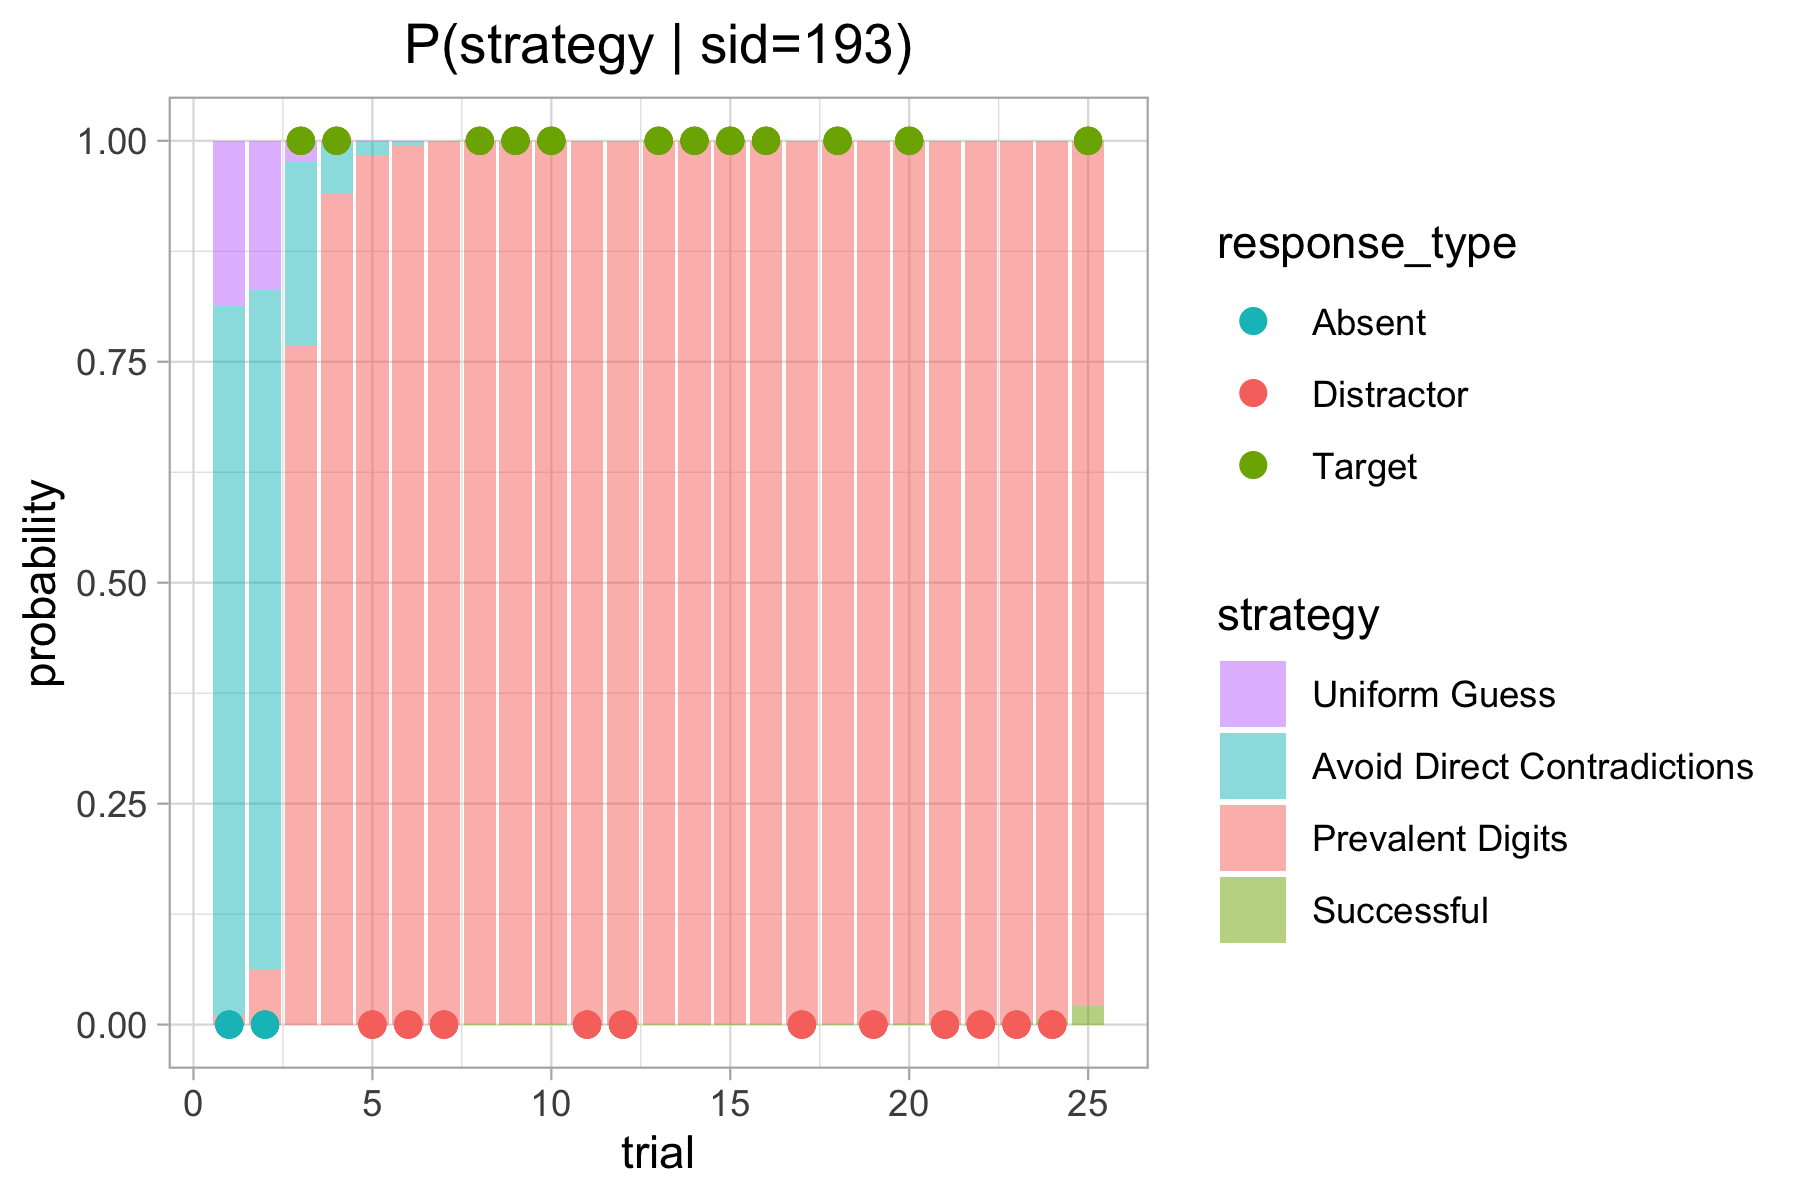 P(strategy | sid=193)
1.00
0.75
0.50
0.25
0.00
probability
0 5 10 15 20 25
trial
response_type
Absent
Distractor
Target
strategy
Uniform Guess
Avoid Direct Contradictions
Prevalent Digits
Successful